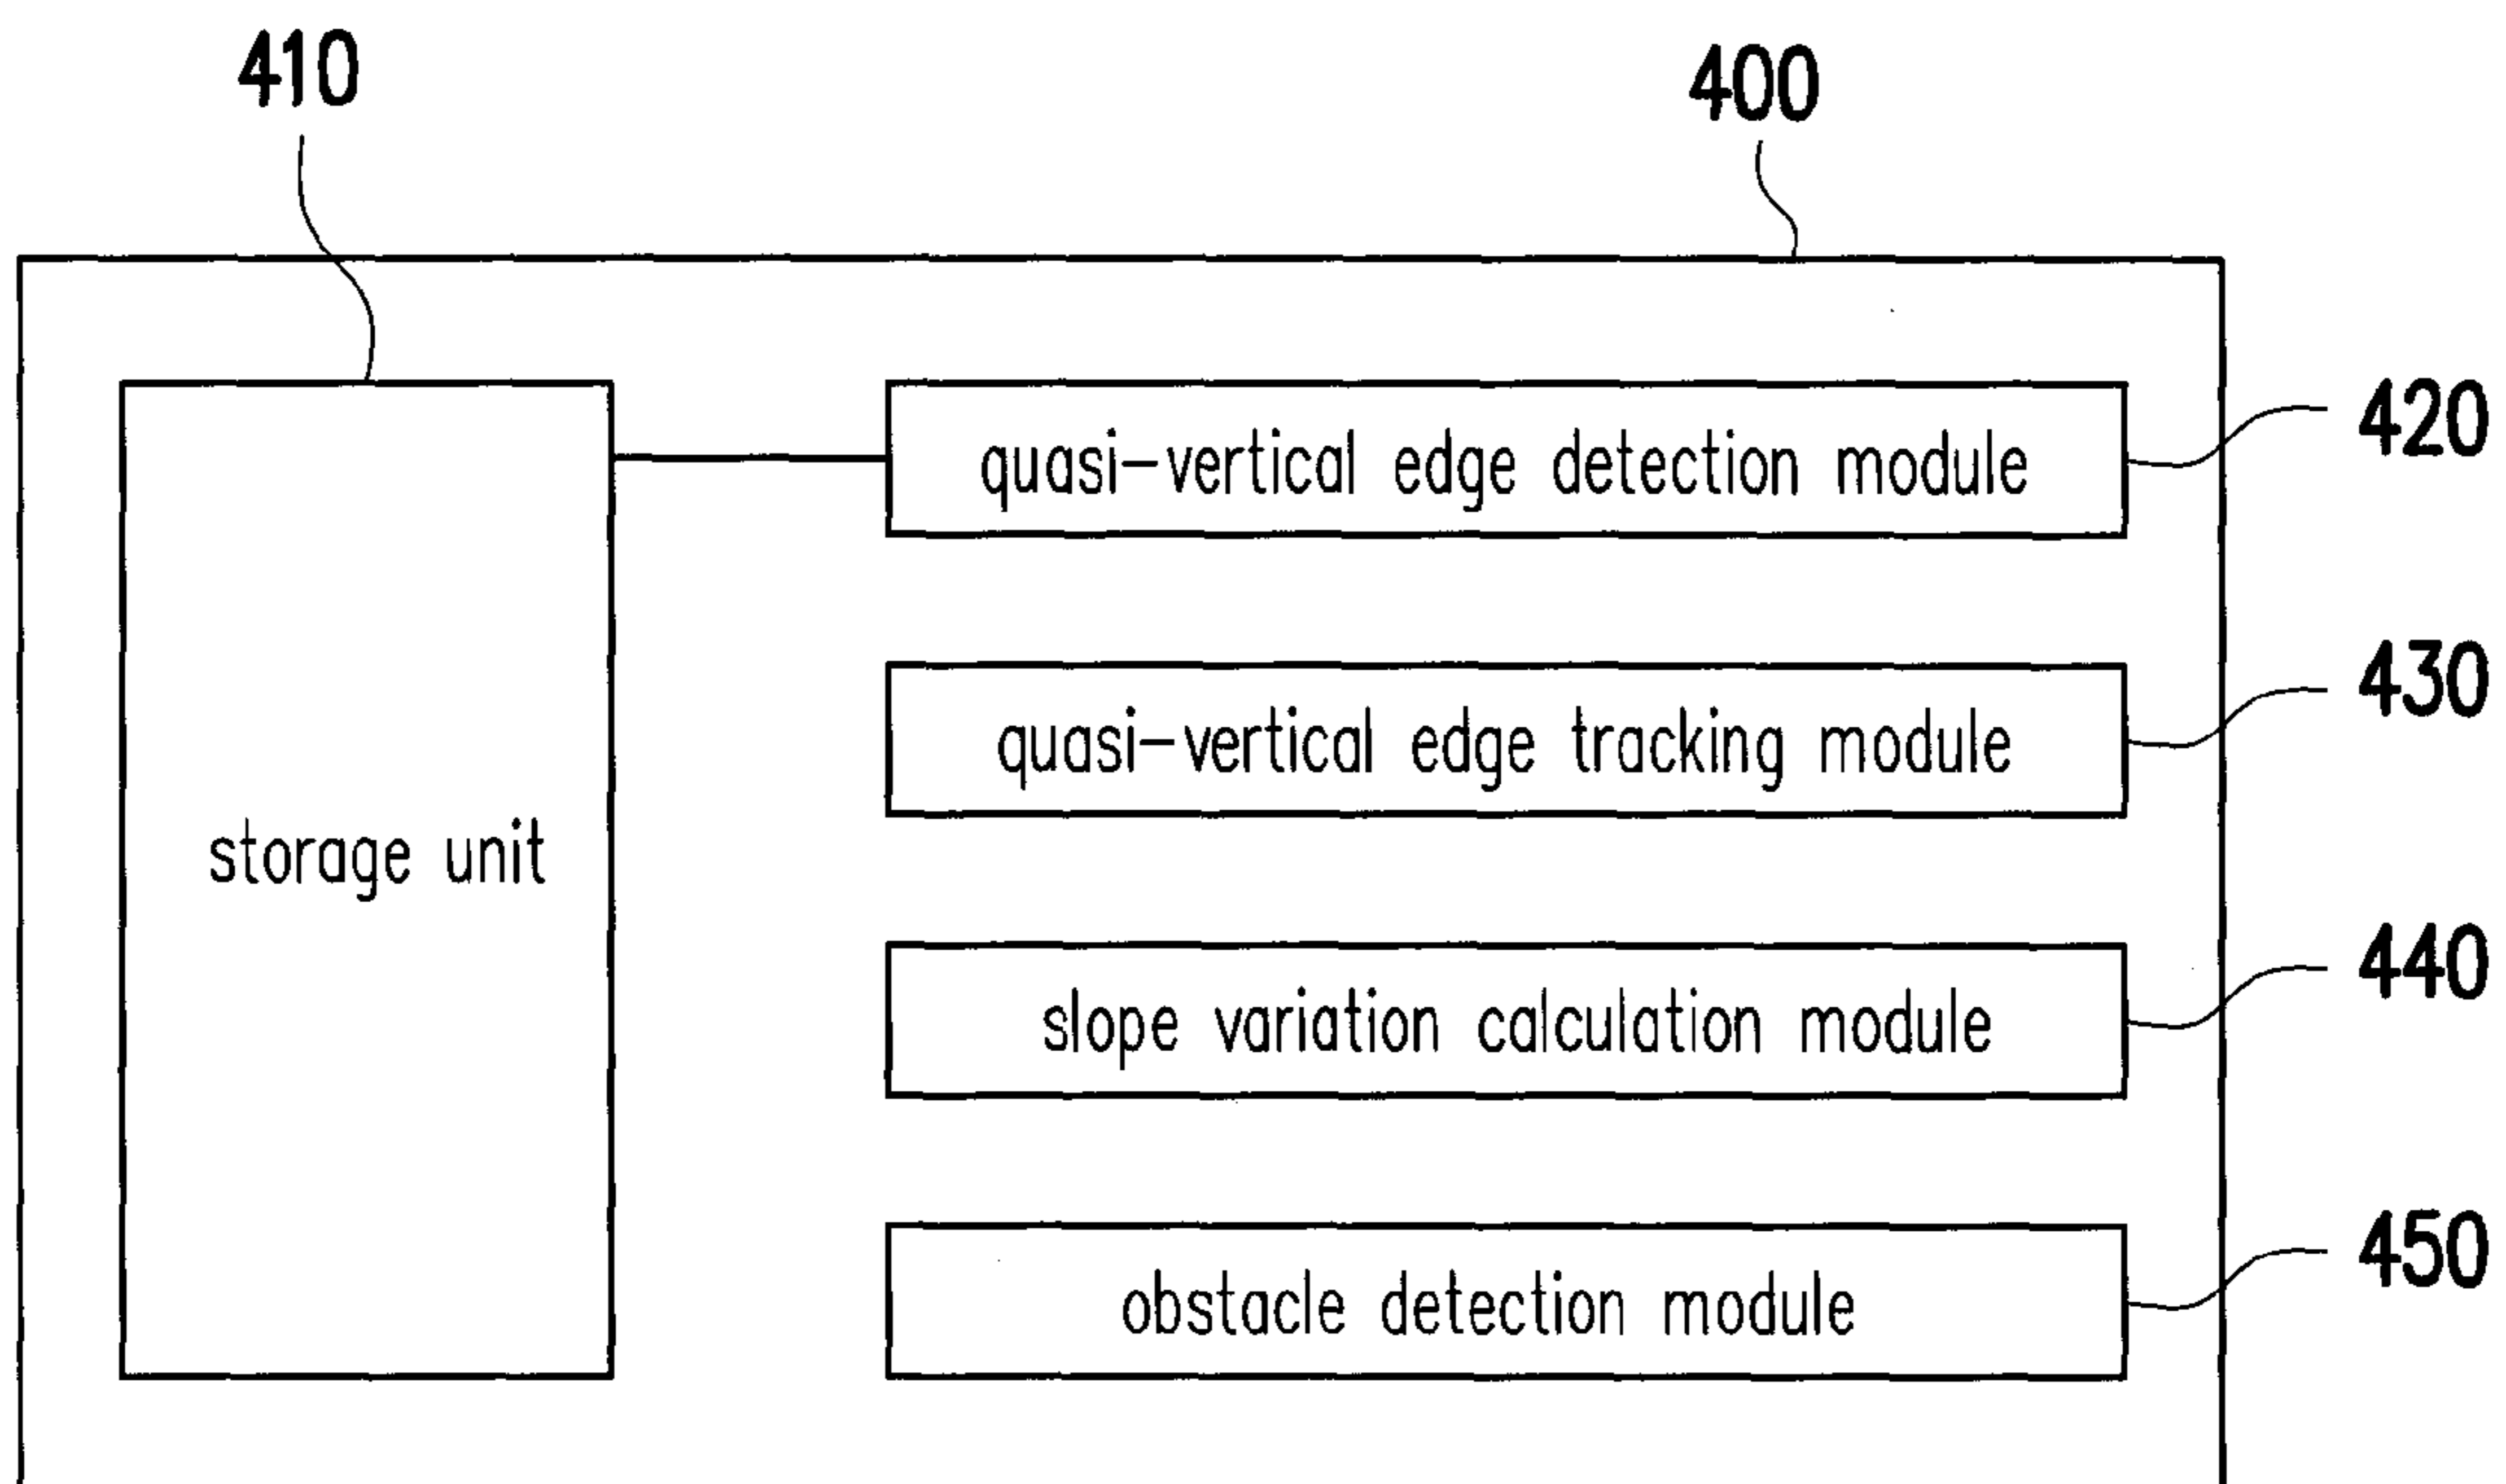 410
400
quasi-vertical edge detection module
420
quasi-vertical edge tracking module
430
storage unit
slope variation calculation module
440
obstacle detection module
450